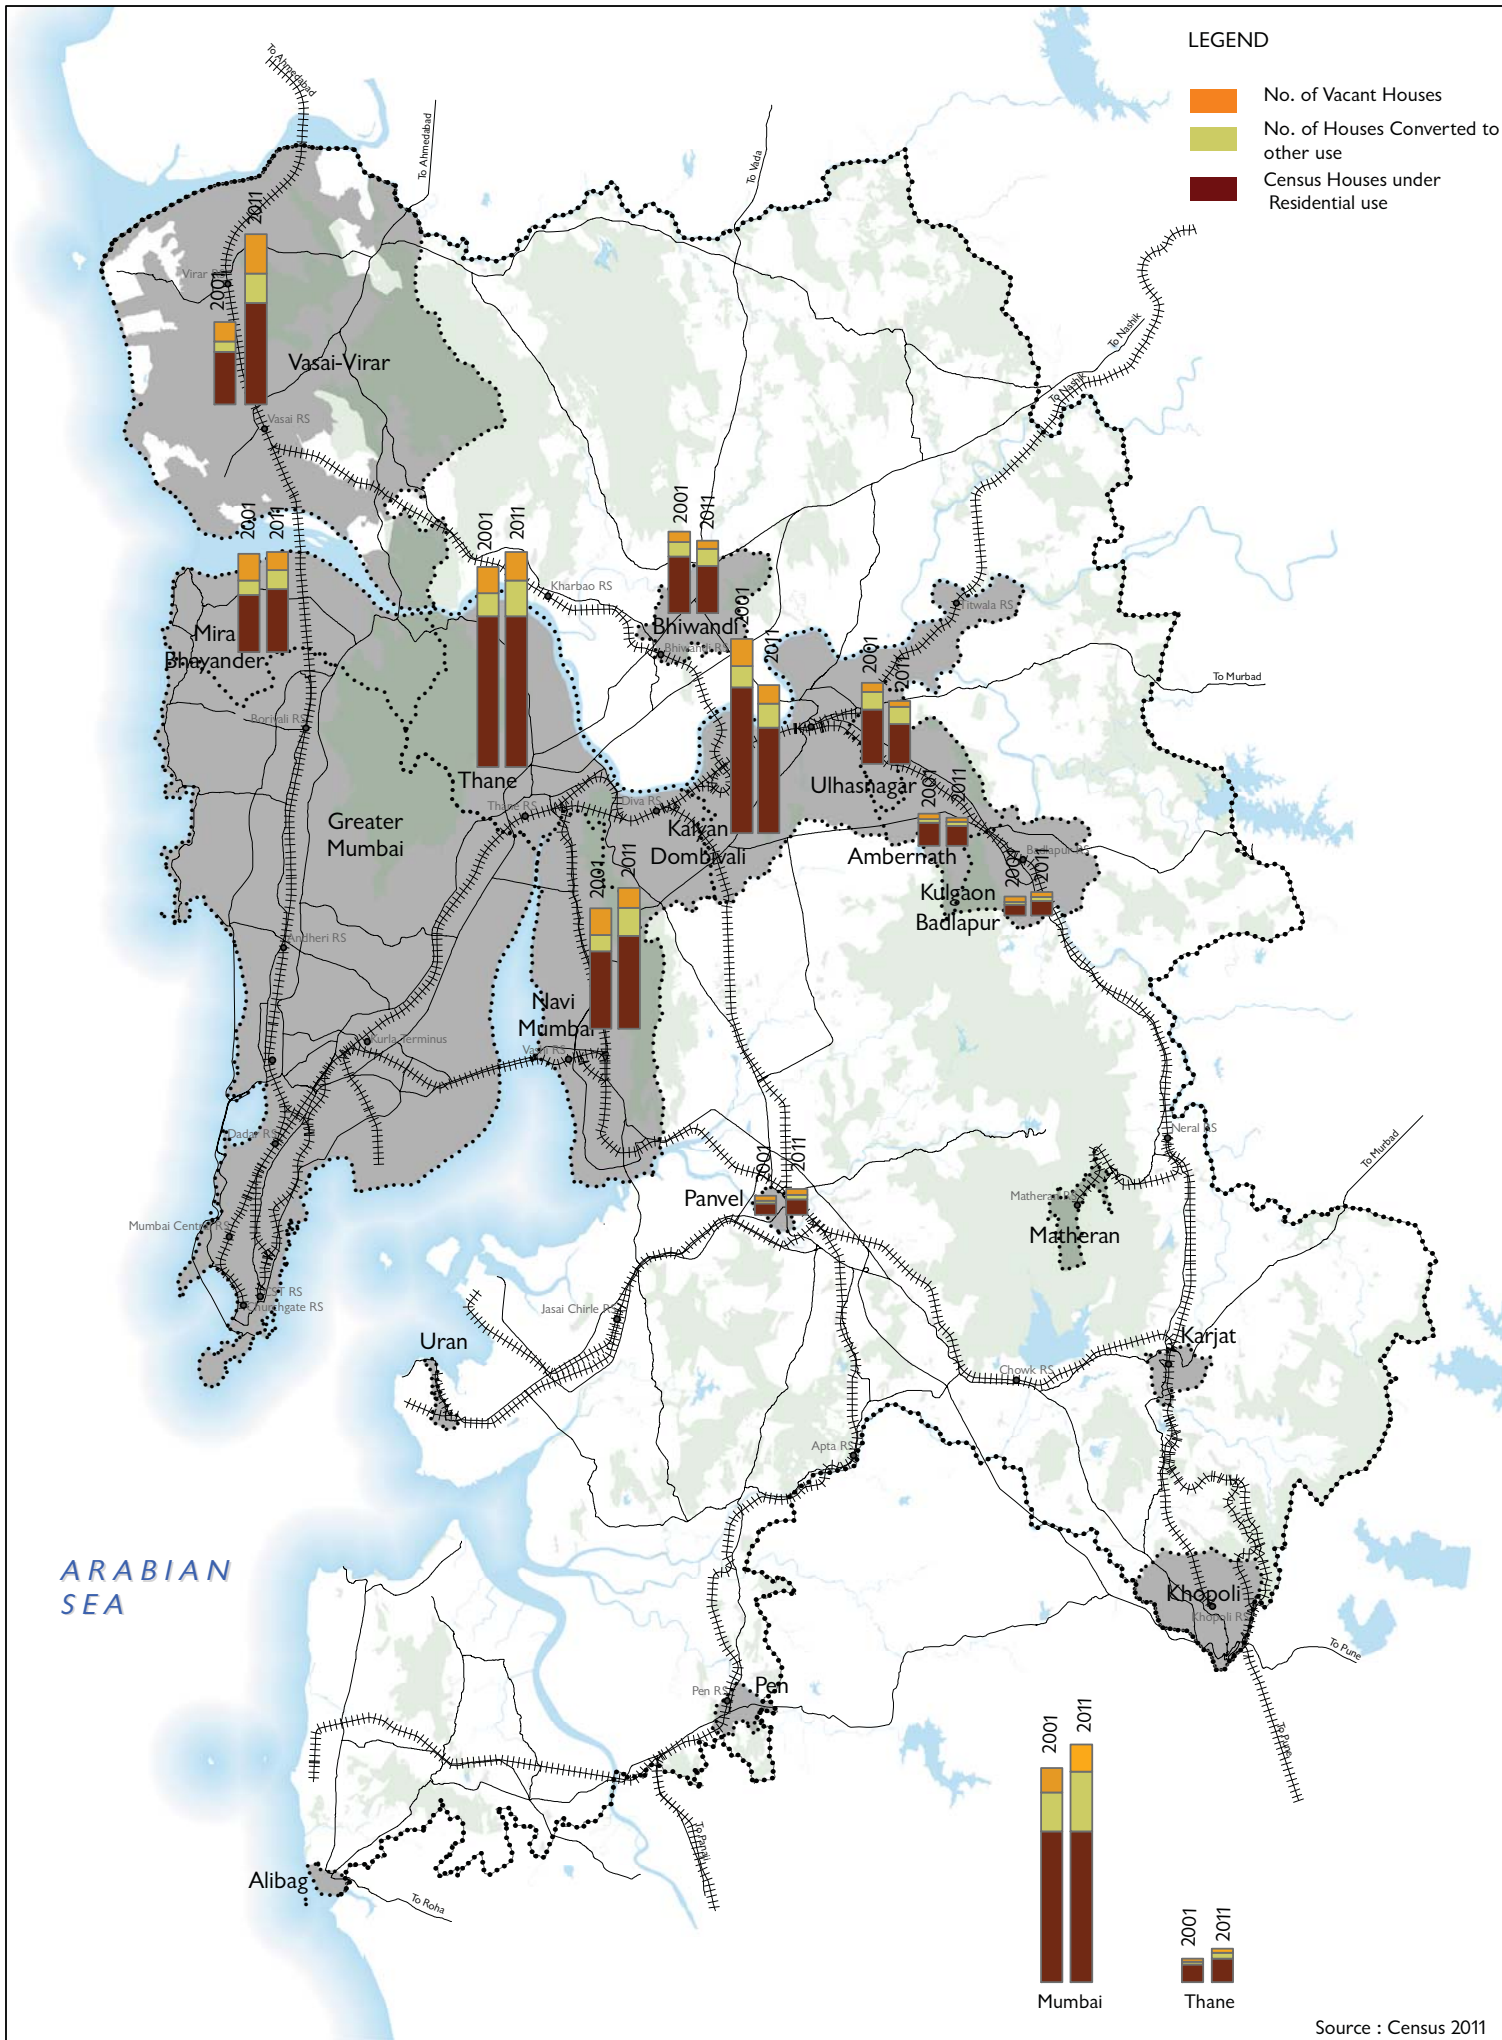 LEGEND
No. of Vacant Houses
No. of Houses Converted to
other use
Census Houses under
Residential use
To Ahmedabad
To Ahmedabad
To Vada
To Nashik
To Nashik
2011
Virar RS
2001
Vasai-Virar
Vasai RS
2001
2011
2001
2011
2001
2011
Kharbao RS
Titwala RS
Mira
Bhayander
Bhiwandi
Bhiwandi RS
2001
2011
2001
2011
To Murbad
Borivali RS
Thane
Thane RS
Diva RS
Ulhasnagar
Greater
Mumbai
Kalyan
Dombivali
2001
2011
Ambernath
Badlapur RS
2001
2011
Kulgaon
Badlapur
2001
2011
Andheri RS
Navi
Mumbai
Kurla Terminus
Vashi RS
Dadar RS
Neral RS
To Murbad
2001
2011
Panvel
Matheran RS
Matheran
Mumbai Central RS
CST RS
Churchgate RS
Jasai Chirle RS
Uran
Karjat
Chowk RS
Apta RS
ARABIAN
SEA
Khopoli
Khopoli RS
To Pune
Pen RS
Pen
To Pune
2001
2011
To Panaji
Alibag
To Roha
2001
2011
Mumbai
Thane
Source : Census 2011